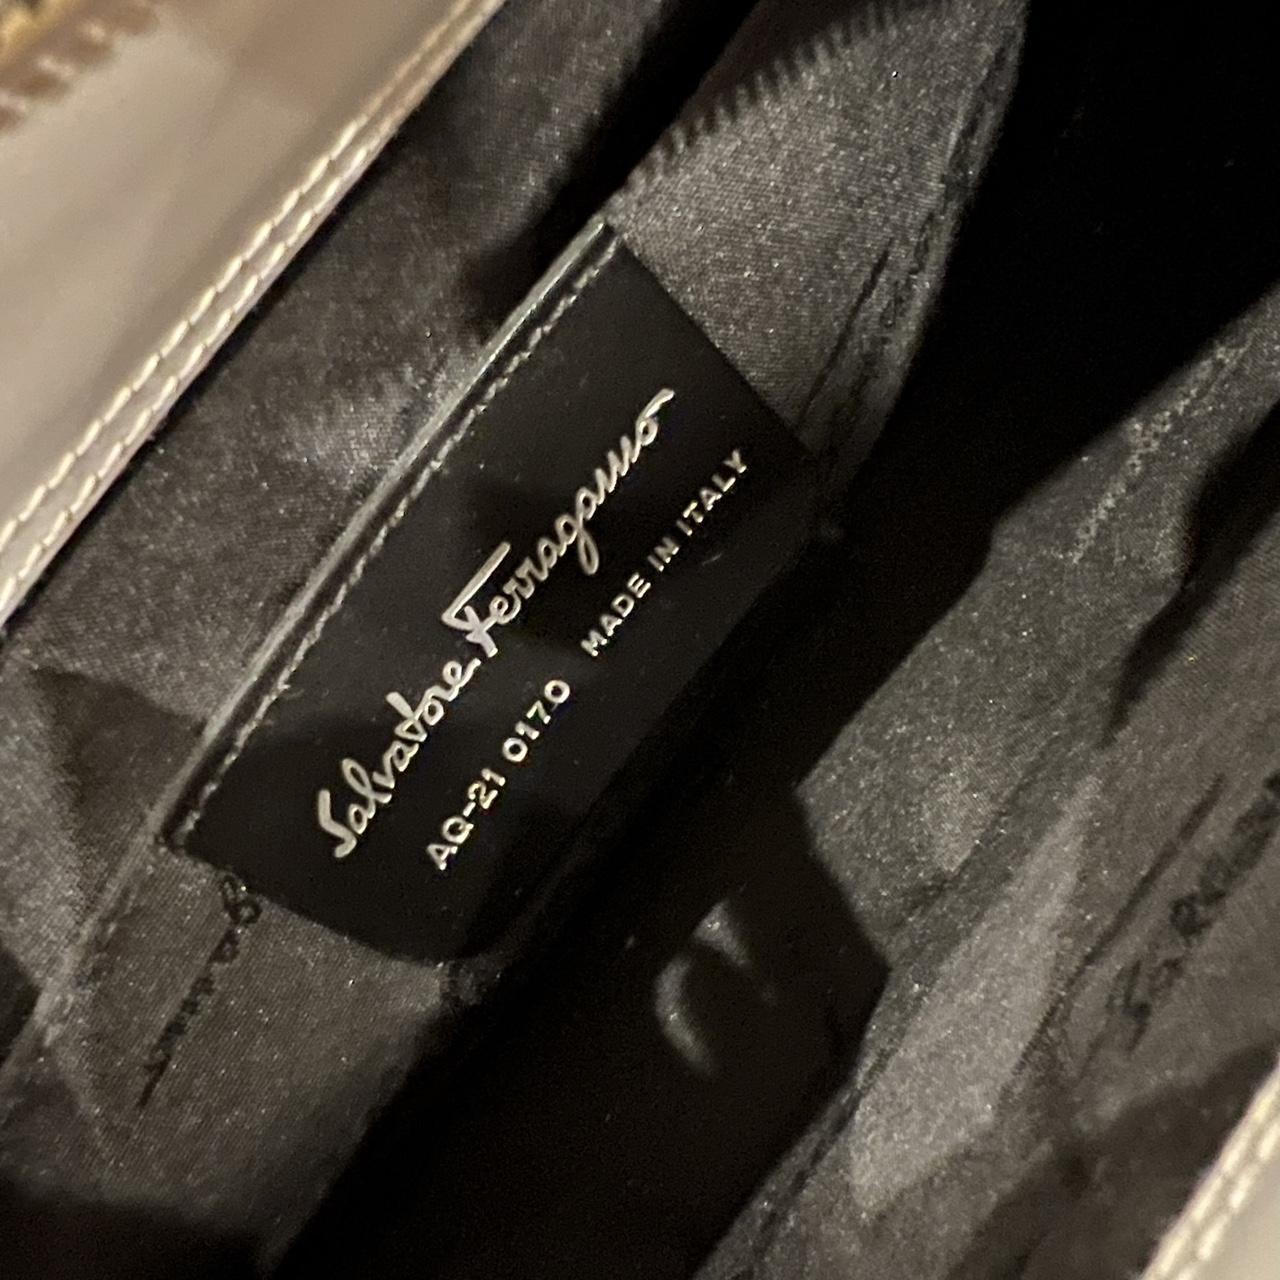 Salvatore Ferragamo
AQ-21 0170 MADE IN ITALY